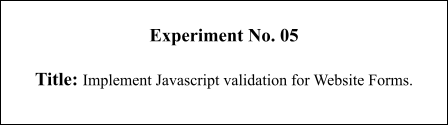 Experiment No. 05
Title: Implement Javascript validation for Website Forms.